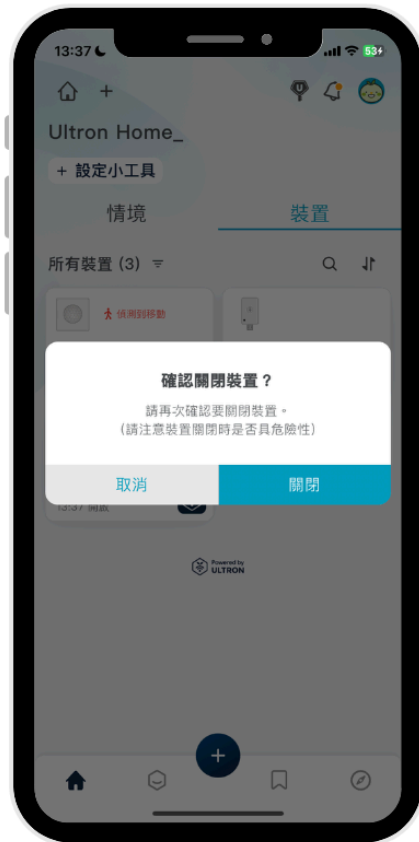 13:37
53
Ultron Home_
+ 設定小工具
情境
裝置
所有裝置 (3)
偵測到移動
確認關閉裝置？
請再次確認要關閉裝置。
(請注意裝置關閉時是否具危險性)
取消
關閉
13:37 開啟
Powered by
ULTRON